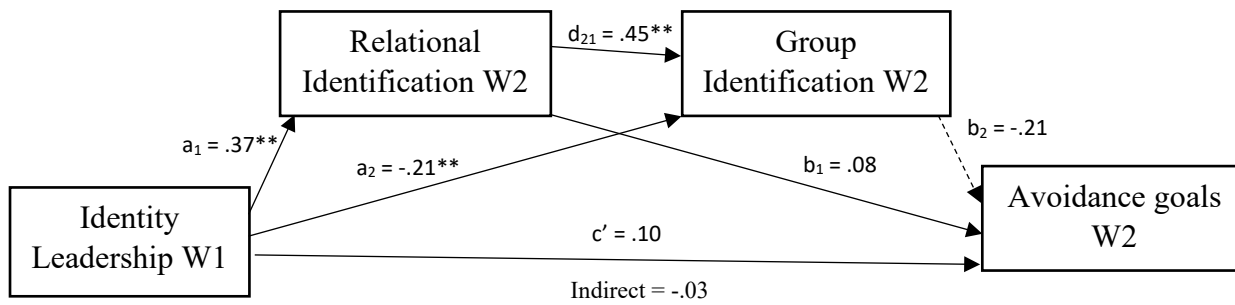 Relational
Identification W2
d21 = .45**
Group
Identification W2
a1 = .37**
a2 = -.21**
b1 = .08
b2 = -.21
Identity
Leadership W1
c’ = .10
Avoidance goals
W2
Indirect = -.03